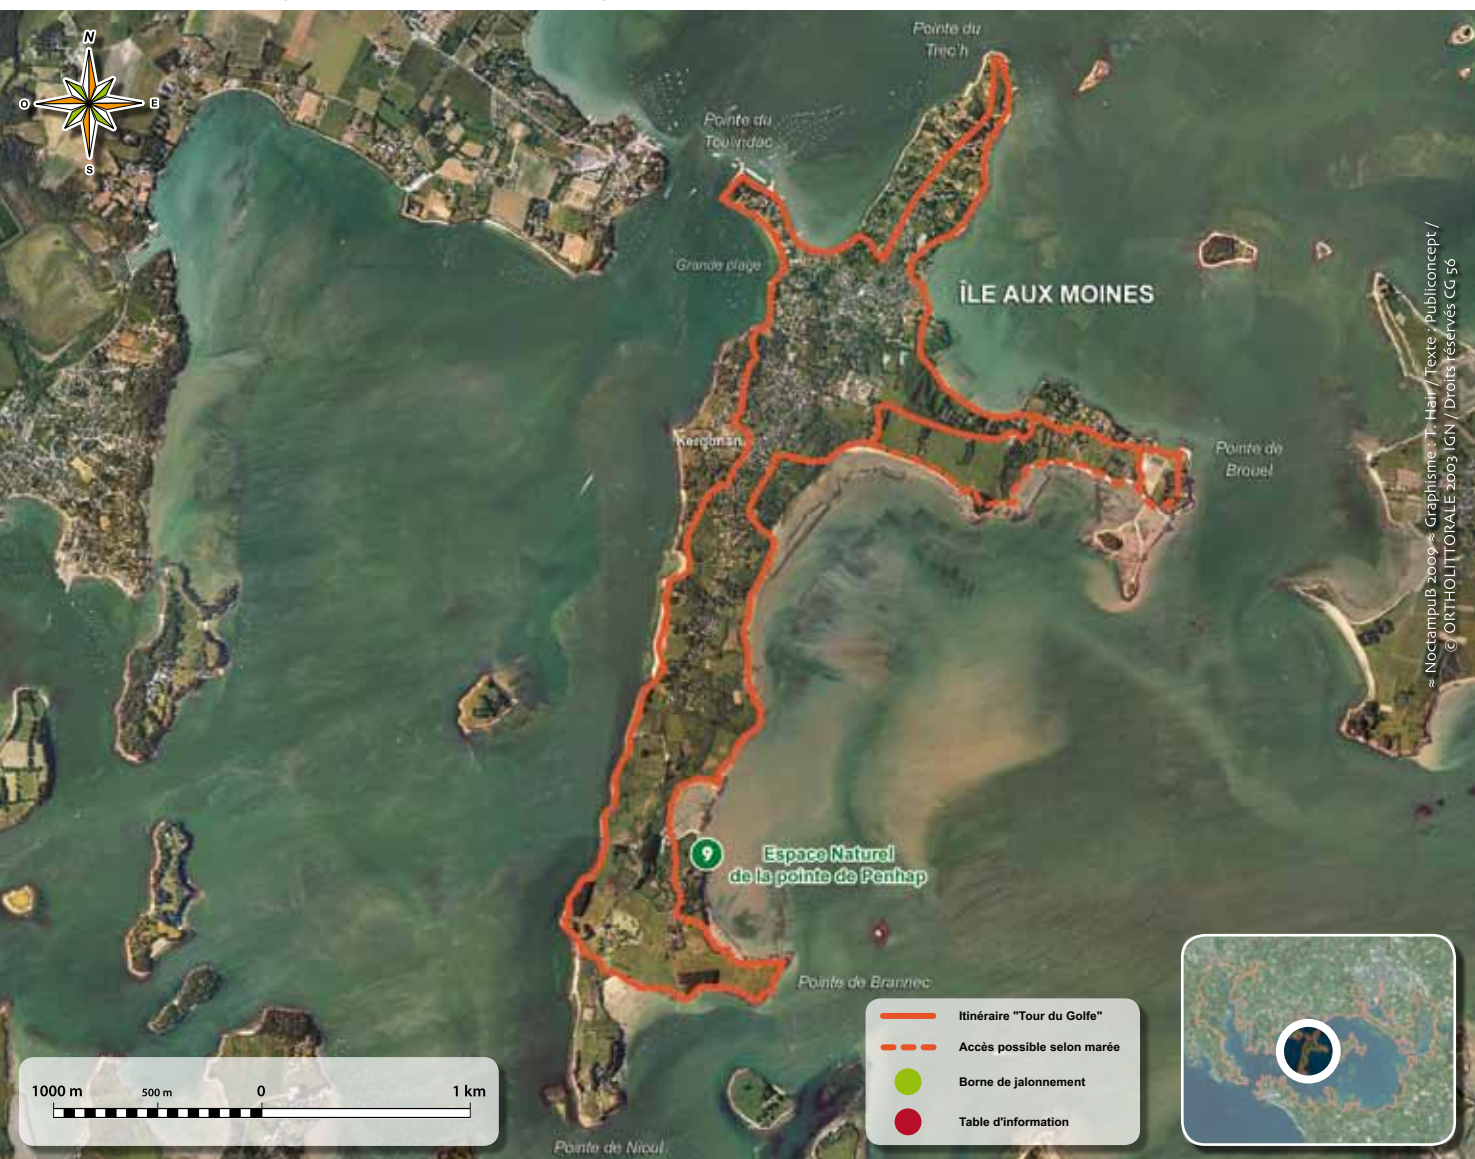 N
O
E
S
Pointe du
Trec'h
Pointe du
Toulindac
Grande plage
ÎLE AUX MOINES
Kergonan
Pointe de
Brouel
9
Espace Naturel
de la pointe de Penhap
Pointe de Brannec
Pointe de Nioul
1000 m
500 m
0
1 km
Itinéraire "Tour du Golfe"
Accès possible selon marée
Borne de jalonnement
Table d'information
≈ NoctampuB 2009 ≈ Graphisme : T. Hair / Texte : Publiconcept /
© ORTHOLITTORALE 2003 IGN / Droits réservés CG 56